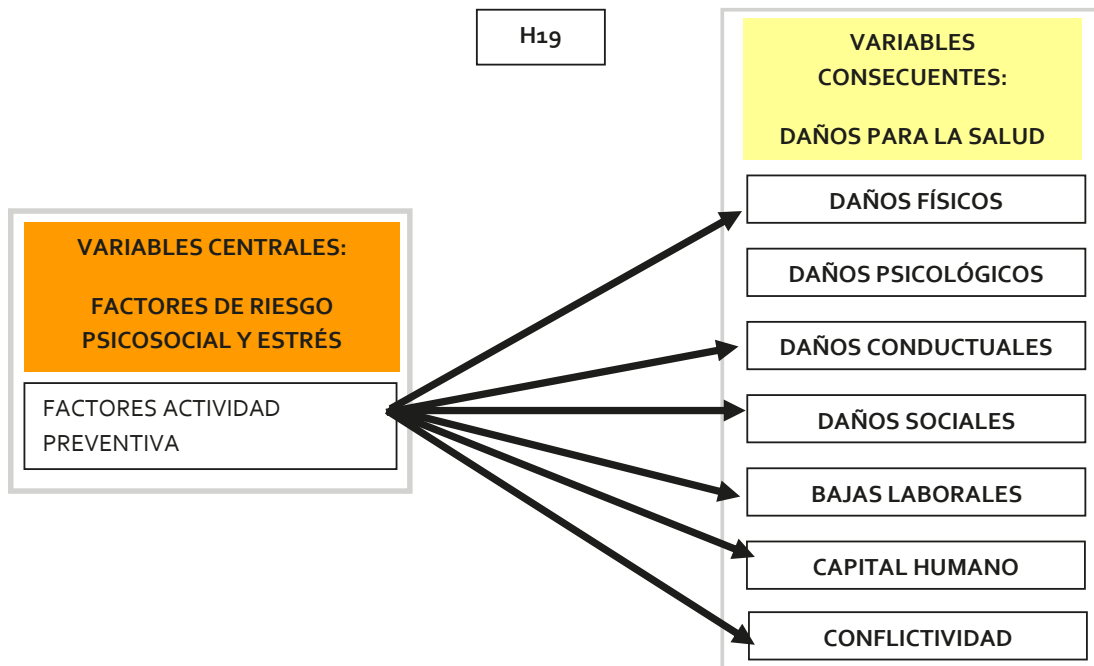 H19
VARIABLES
CONSECUENTES:
DAÑOS PARA LA SALUD
DAÑOS FÍSICOS
VARIABLES CENTRALES:
FACTORES DE RIESGO
PSICOSOCIAL Y ESTRÉS
DAÑOS PSICOLÓGICOS
DAÑOS CONDUCTUALES
FACTORES ACTIVIDAD
PREVENTIVA
DAÑOS SOCIALES
BAJAS LABORALES
CAPITAL HUMANO
CONFLICTIVIDAD